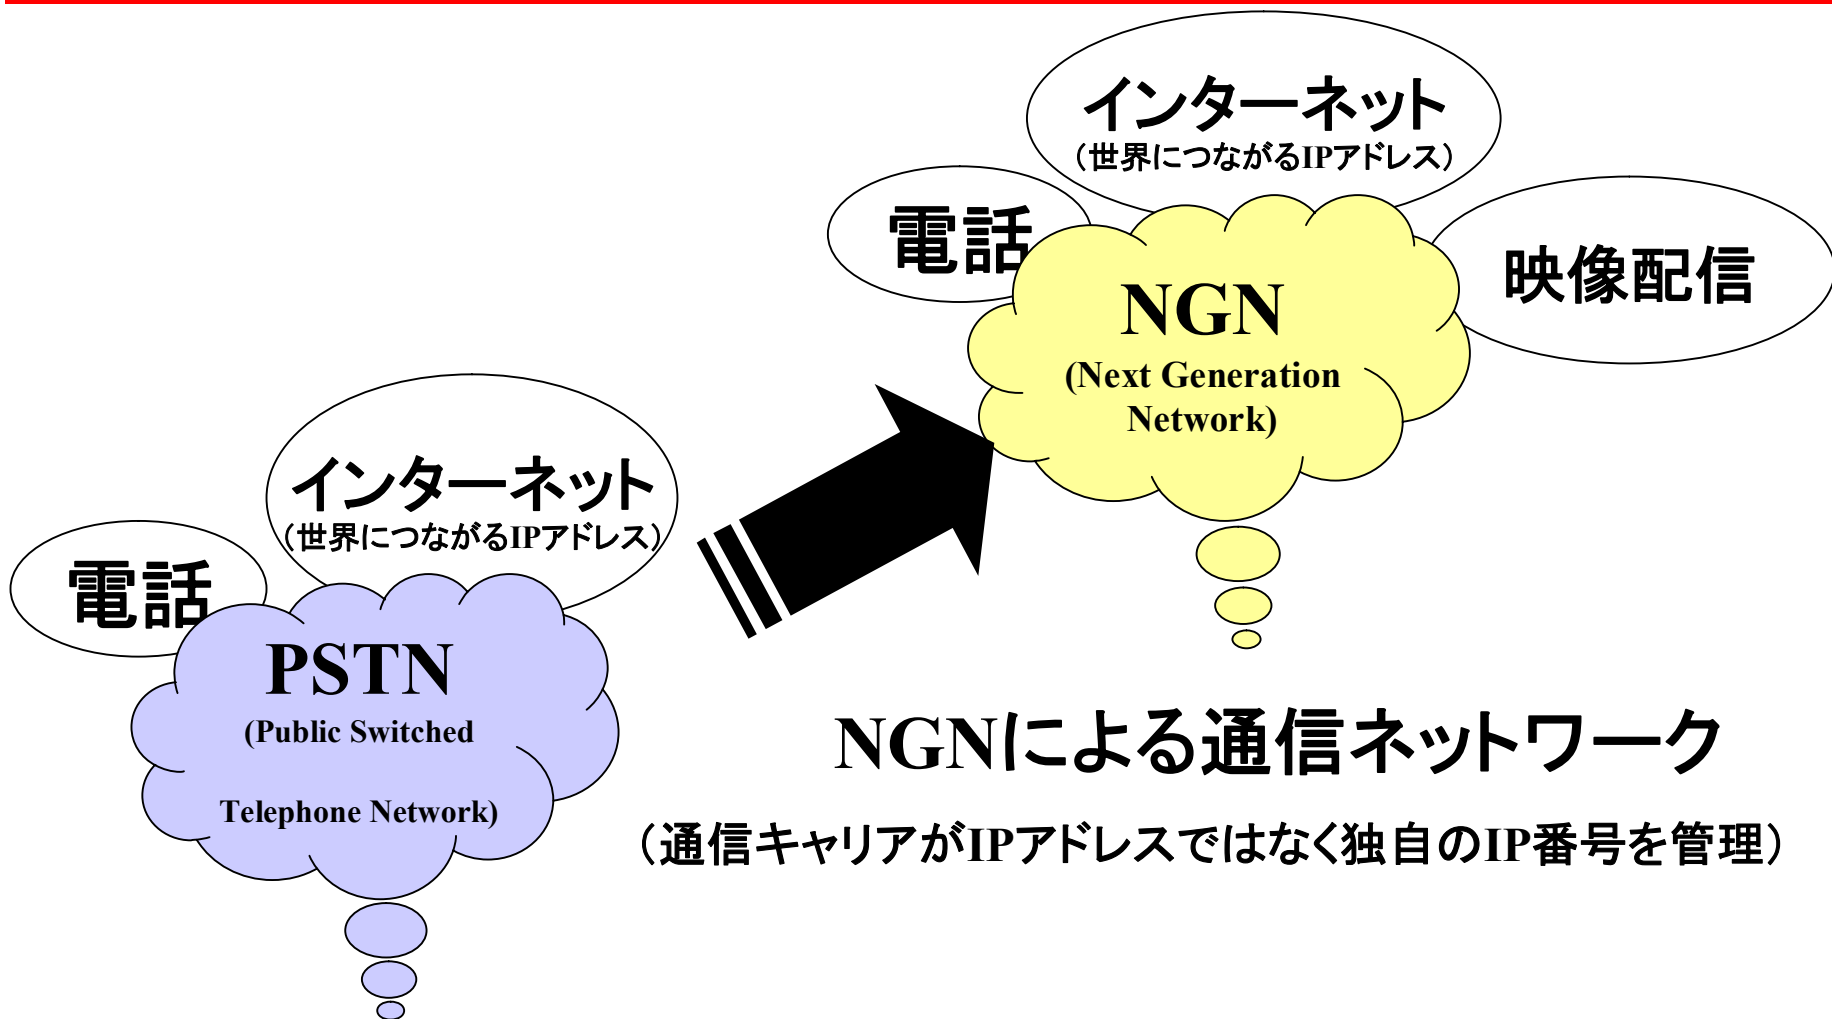 インターネット
（世界につながるIPアドレス）
電話
映像配信
NGN
(Next Generation
Network)
インターネット
（世界につながるIPアドレス）
電話
PSTN
(Public Switched
Telephone Network)
NGNによる通信ネットワーク
（通信キャリアがIPアドレスではなく独自のIP番号を管理）